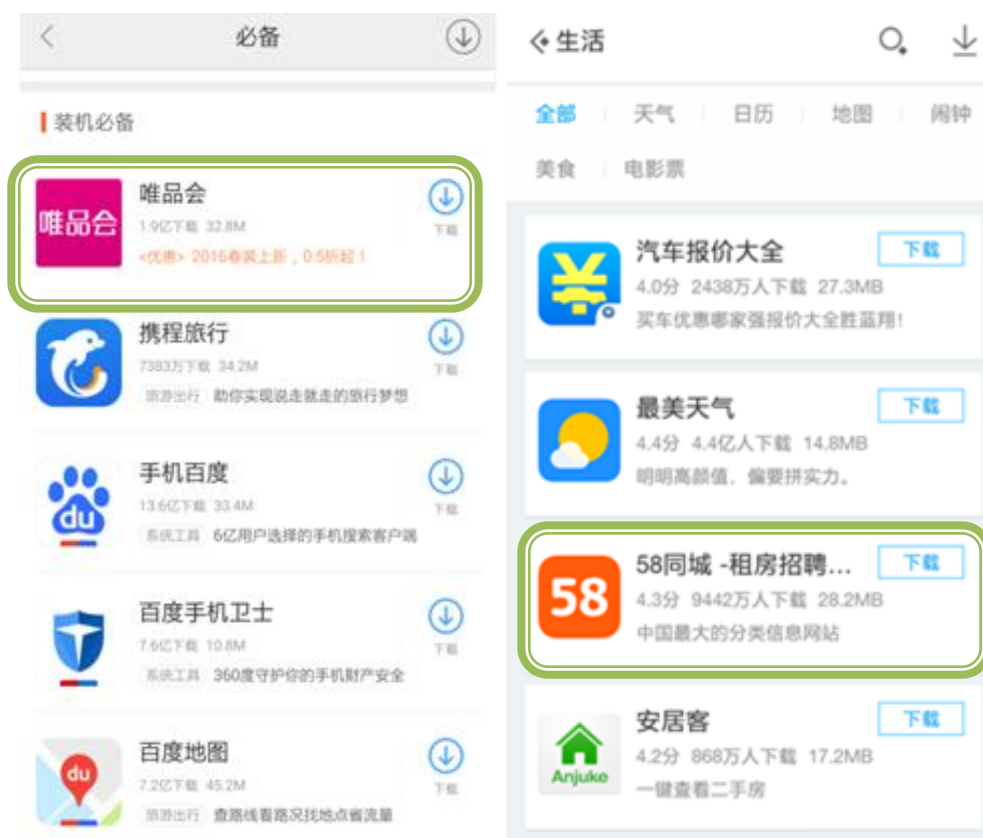 必备
装机必备
唯品会
唯品会
1.9亿下载 32.8M
下载
<优惠> 2016春装上新，0.5折起！
携程旅行
7383万下载 34.2M
下载
旅游出行 助你实现说走就走的旅行梦想
du
手机百度
13.6亿下载 33.4M
下载
系统工具 6亿用户选择的手机搜索客户端
百度手机卫士
7.6亿下载 10.8M
下载
系统工具 360度守护你的手机财产安全
du
百度地图
7.2亿下载 45.2M
下载
旅游出行 查路线看路况找地点省流量
生活
全部 天气 日历 地图 闹钟
美食 电影票
汽车报价大全
下载
4.0分 2438万人下载 27.3MB
买车优惠哪家强报价大全胜蓝翔!
最美天气
下载
4.4分 4.4亿人下载 14.8MB
明明高颜值，偏要拼实力。
58
58同城 -租房招聘...
下载
4.3分 9442万人下载 28.2MB
中国最大的分类信息网站
Anjuke
安居客
下载
4.2分 868万人下载 17.2MB
一键查看二手房